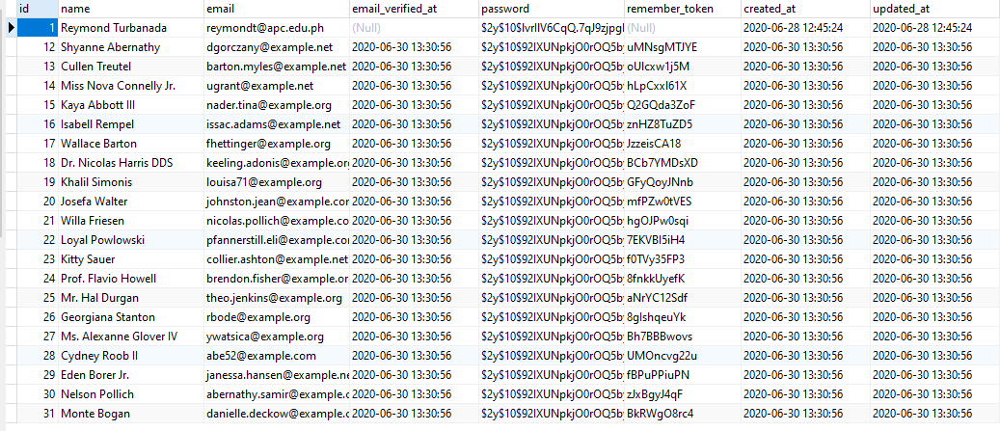 id name email email_verified_at password remember_token created_at updated_at
1 Reymond Turbanada reymondt@apc.edu.ph (Null) (Null) 2020-06-28 12:45:24 2020-06-28 12:45:24
12 Shyanne Abernathy dgorczany@example.net 2020-06-30 13:30:56 $2y$10$92IXUNpkjO0rOQ5by uMNsgMTJYE 2020-06-30 13:30:56 2020-06-30 13:30:56
13 Cullen Treutel barton.myles@example.net 2020-06-30 13:30:56 $2y$10$92IXUNpkjO0rOQ5by oUlcxw1j5M 2020-06-30 13:30:56 2020-06-30 13:30:56
14 Miss Nova Connelly Jr. ugrant@example.net 2020-06-30 13:30:56 $2y$10$92IXUNpkjO0rOQ5by hLpCxxI61X 2020-06-30 13:30:56 2020-06-30 13:30:56
15 Kaya Abbott III nader.tina@example.org 2020-06-30 13:30:56 $2y$10$92IXUNpkjO0rOQ5by Q2GQda3ZoF 2020-06-30 13:30:56 2020-06-30 13:30:56
16 Isabell Rempel issac.adams@example.net 2020-06-30 13:30:56 $2y$10$92IXUNpkjO0rOQ5by znHZ8TuZD5 2020-06-30 13:30:56 2020-06-30 13:30:56
17 Wallace Barton fhettinger@example.org 2020-06-30 13:30:56 $2y$10$92IXUNpkjO0rOQ5by JzzeisCA18 2020-06-30 13:30:56 2020-06-30 13:30:56
18 Dr. Nicolas Harris DDS keeling.adonis@example.or 2020-06-30 13:30:56 $2y$10$92IXUNpkjO0rOQ5by BCb7YMDsXD 2020-06-30 13:30:56 2020-06-30 13:30:56
19 Khalil Simonis louisa71@example.org 2020-06-30 13:30:56 $2y$10$92IXUNpkjO0rOQ5by GFyQoyJNnb 2020-06-30 13:30:56 2020-06-30 13:30:56
20 Josefa Walter johnston.jean@example.com 2020-06-30 13:30:56 $2y$10$92IXUNpkjO0rOQ5by mfPZw0tVES 2020-06-30 13:30:56 2020-06-30 13:30:56
21 Willa Friesen nicolas.pollich@example.co 2020-06-30 13:30:56 $2y$10$92IXUNpkjO0rOQ5by hgOJPw0sqi 2020-06-30 13:30:56 2020-06-30 13:30:56
22 Loyal Powlowski pfannerstill.eli@example.co 2020-06-30 13:30:56 $2y$10$92IXUNpkjO0rOQ5by 7EKVBI5iH4 2020-06-30 13:30:56 2020-06-30 13:30:56
23 Kitty Sauer collier.ashton@example.net 2020-06-30 13:30:56 $2y$10$92IXUNpkjO0rOQ5by f0TVy35FP3 2020-06-30 13:30:56 2020-06-30 13:30:56
24 Prof. Flavio Howell brendon.fisher@example.org 2020-06-30 13:30:56 $2y$10$92IXUNpkjO0rOQ5by 8fnkkUyefK 2020-06-30 13:30:56 2020-06-30 13:30:56
25 Mr. Hal Durgan theo.jenkins@example.org 2020-06-30 13:30:56 $2y$10$92IXUNpkjO0rOQ5by aNrYC12Sdf 2020-06-30 13:30:56 2020-06-30 13:30:56
26 Georgiana Stanton rbode@example.org 2020-06-30 13:30:56 $2y$10$92IXUNpkjO0rOQ5by 8glshqeuYk 2020-06-30 13:30:56 2020-06-30 13:30:56
27 Ms. Alexanne Glover IV ywatsica@example.org 2020-06-30 13:30:56 $2y$10$92IXUNpkjO0rOQ5by Bh7BBBwovs 2020-06-30 13:30:56 2020-06-30 13:30:56
28 Cydney Roob II abe52@example.com 2020-06-30 13:30:56 $2y$10$92IXUNpkjO0rOQ5by UMOncvg22u 2020-06-30 13:30:56 2020-06-30 13:30:56
29 Eden Borer Jr. janessa.hansen@example.ne 2020-06-30 13:30:56 $2y$10$92IXUNpkjO0rOQ5by fBPuPPiuPN 2020-06-30 13:30:56 2020-06-30 13:30:56
30 Nelson Pollich abernathy.samir@example.c 2020-06-30 13:30:56 $2y$10$92IXUNpkjO0rOQ5by zJxBgyJ4qF 2020-06-30 13:30:56 2020-06-30 13:30:56
31 Monte Bogan danielle.deckow@example.c 2020-06-30 13:30:56 $2y$10$92IXUNpkjO0rOQ5by BkRWgO8rc4 2020-06-30 13:30:56 2020-06-30 13:30:56